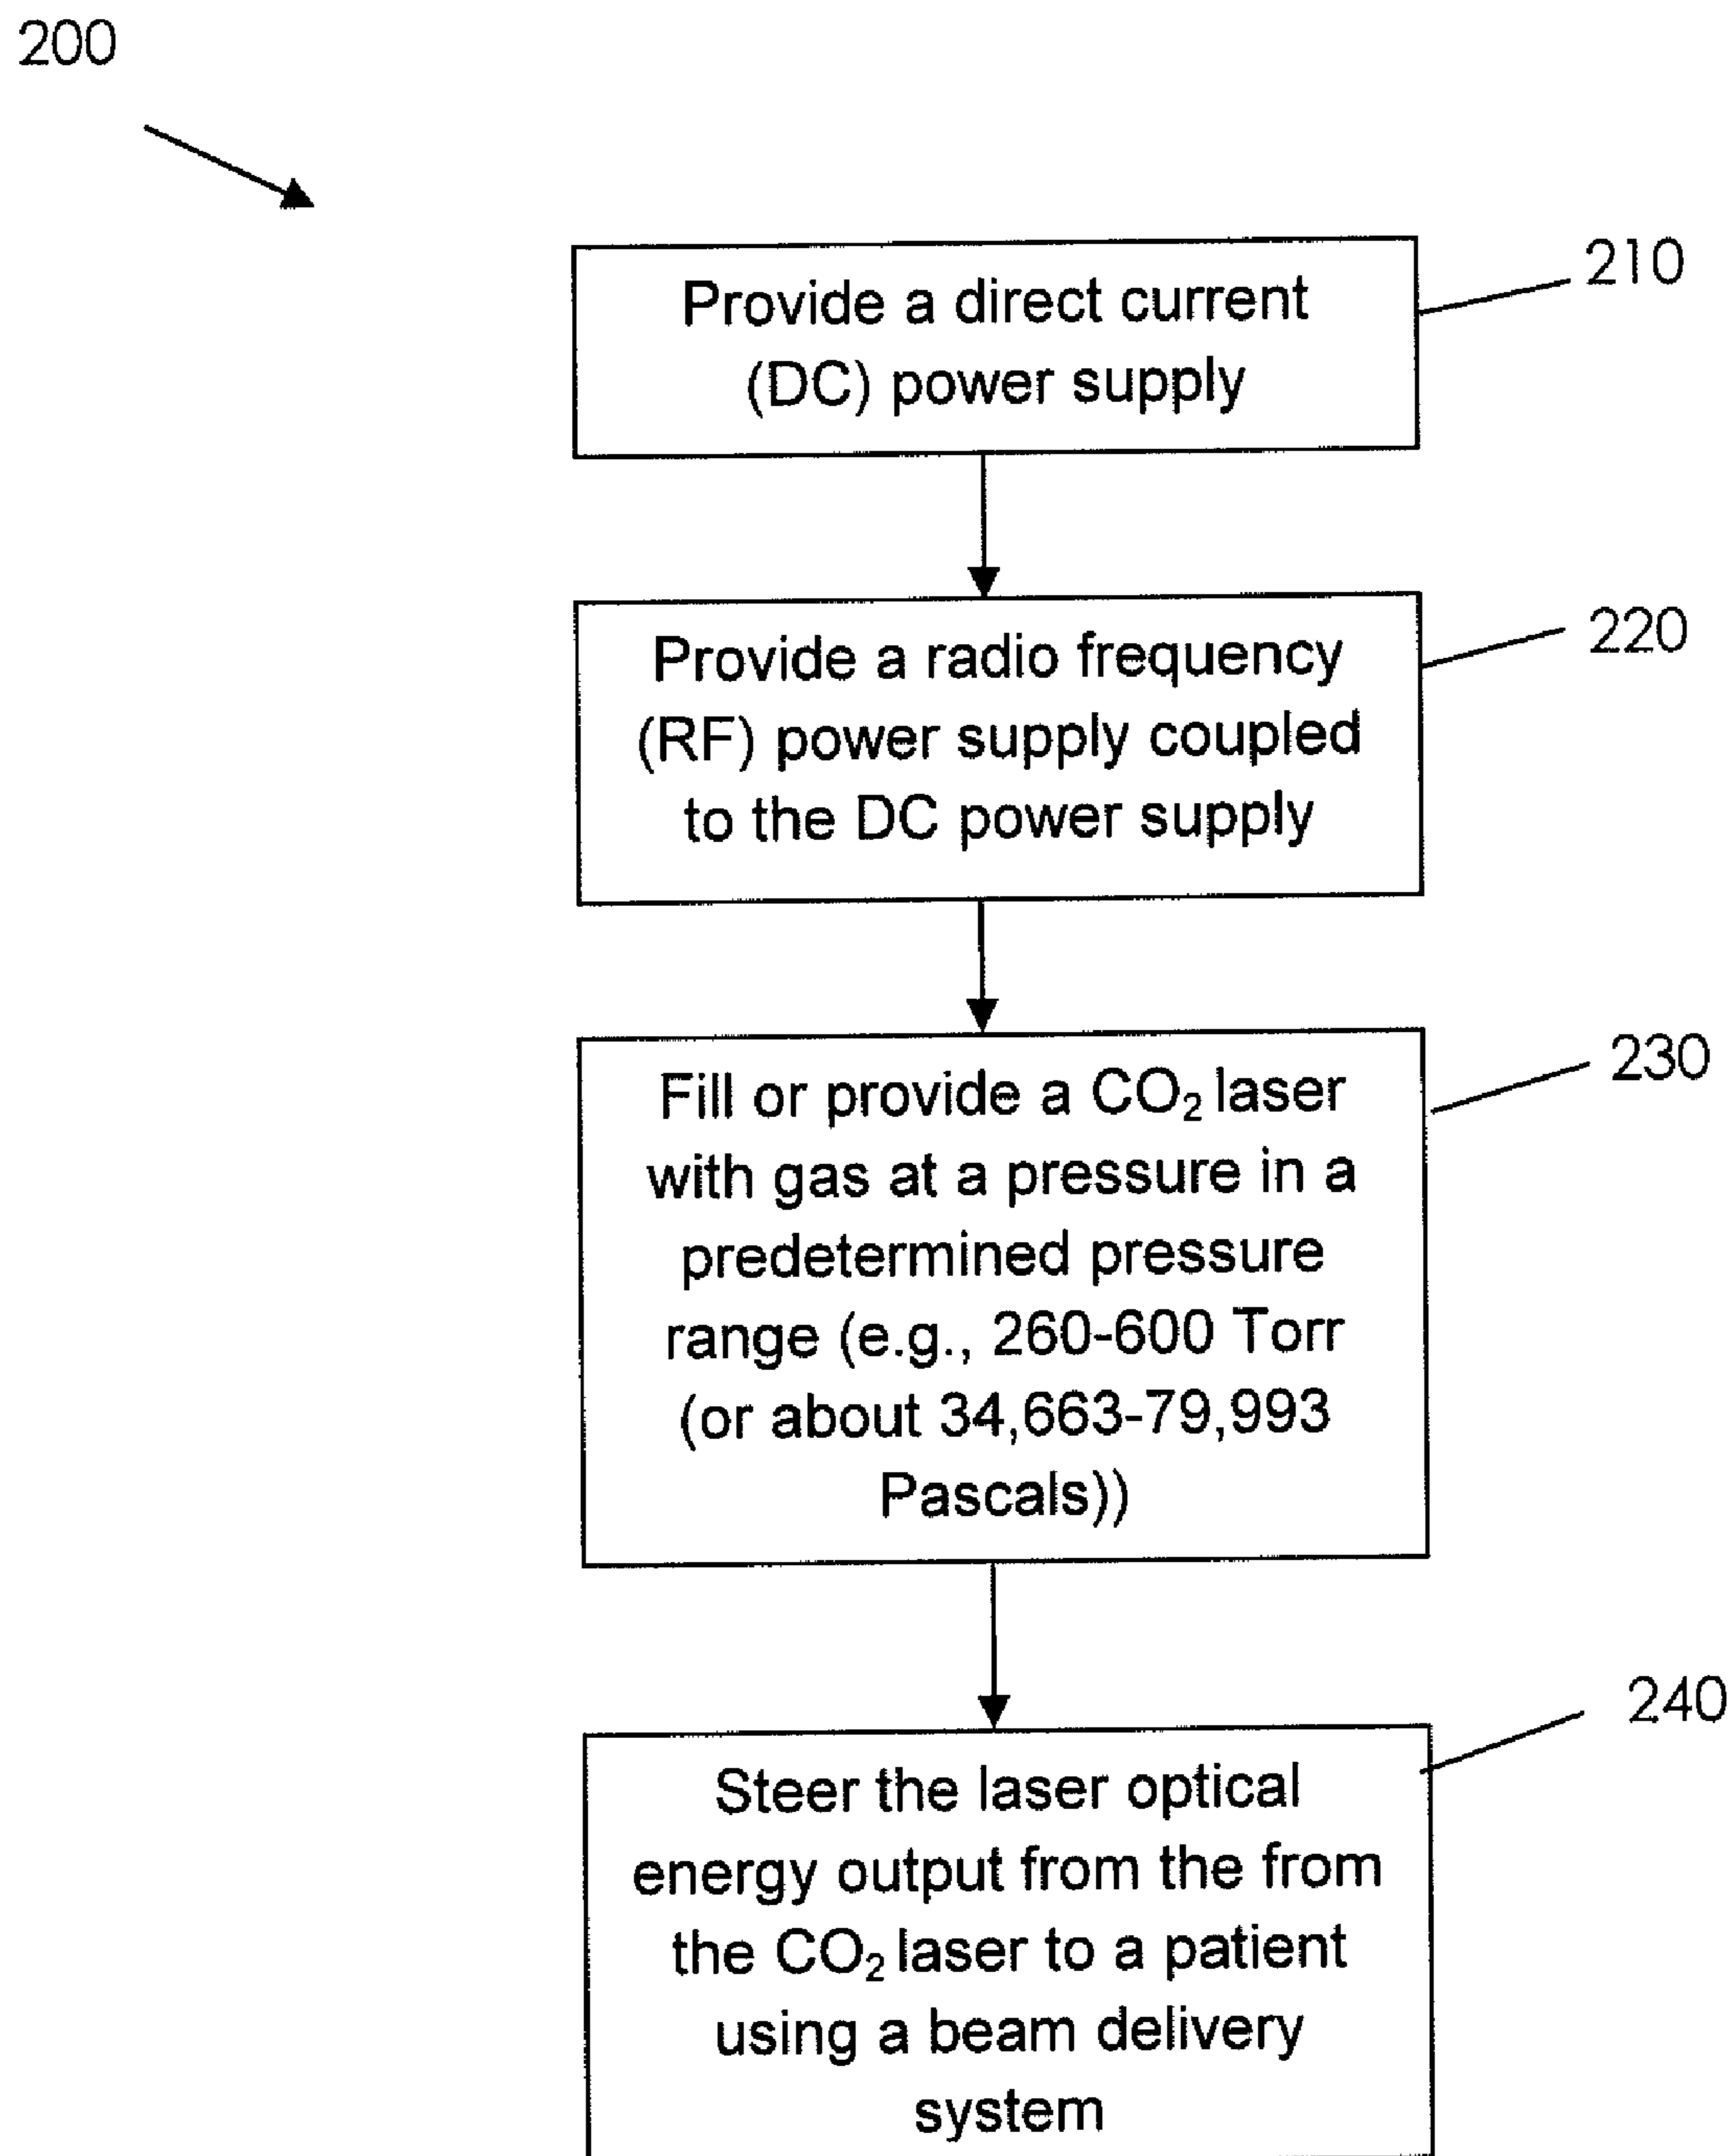 200
210
Provide a direct current
(DC) power supply
220
Provide a radio frequency
(RF) power supply coupled
to the DC power supply
230
Fill or provide a CO₂ laser
with gas at a pressure in a
predetermined pressure
range (e.g., 260-600 Torr
(or about 34,663-79,993
Pascals))
240
Steer the laser optical
energy output from the from
the CO₂ laser to a patient
using a beam delivery
system